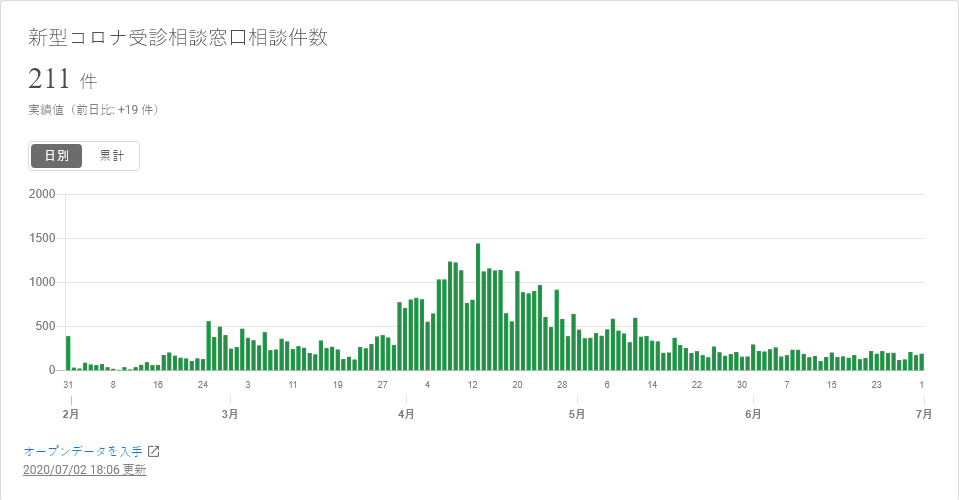 新型コロナ受診相談窓口相談件数
211 件
実績値（前日比: +19 件）
日別 累計
2000
1500
1000
500
0
31 8 16 24 3 11 19 27 4 12 20 28 6 14 22 30 7 15 23 1
2月 3月 4月 5月 6月 7月
オープンデータを入手
2020/07/02 18:06 更新